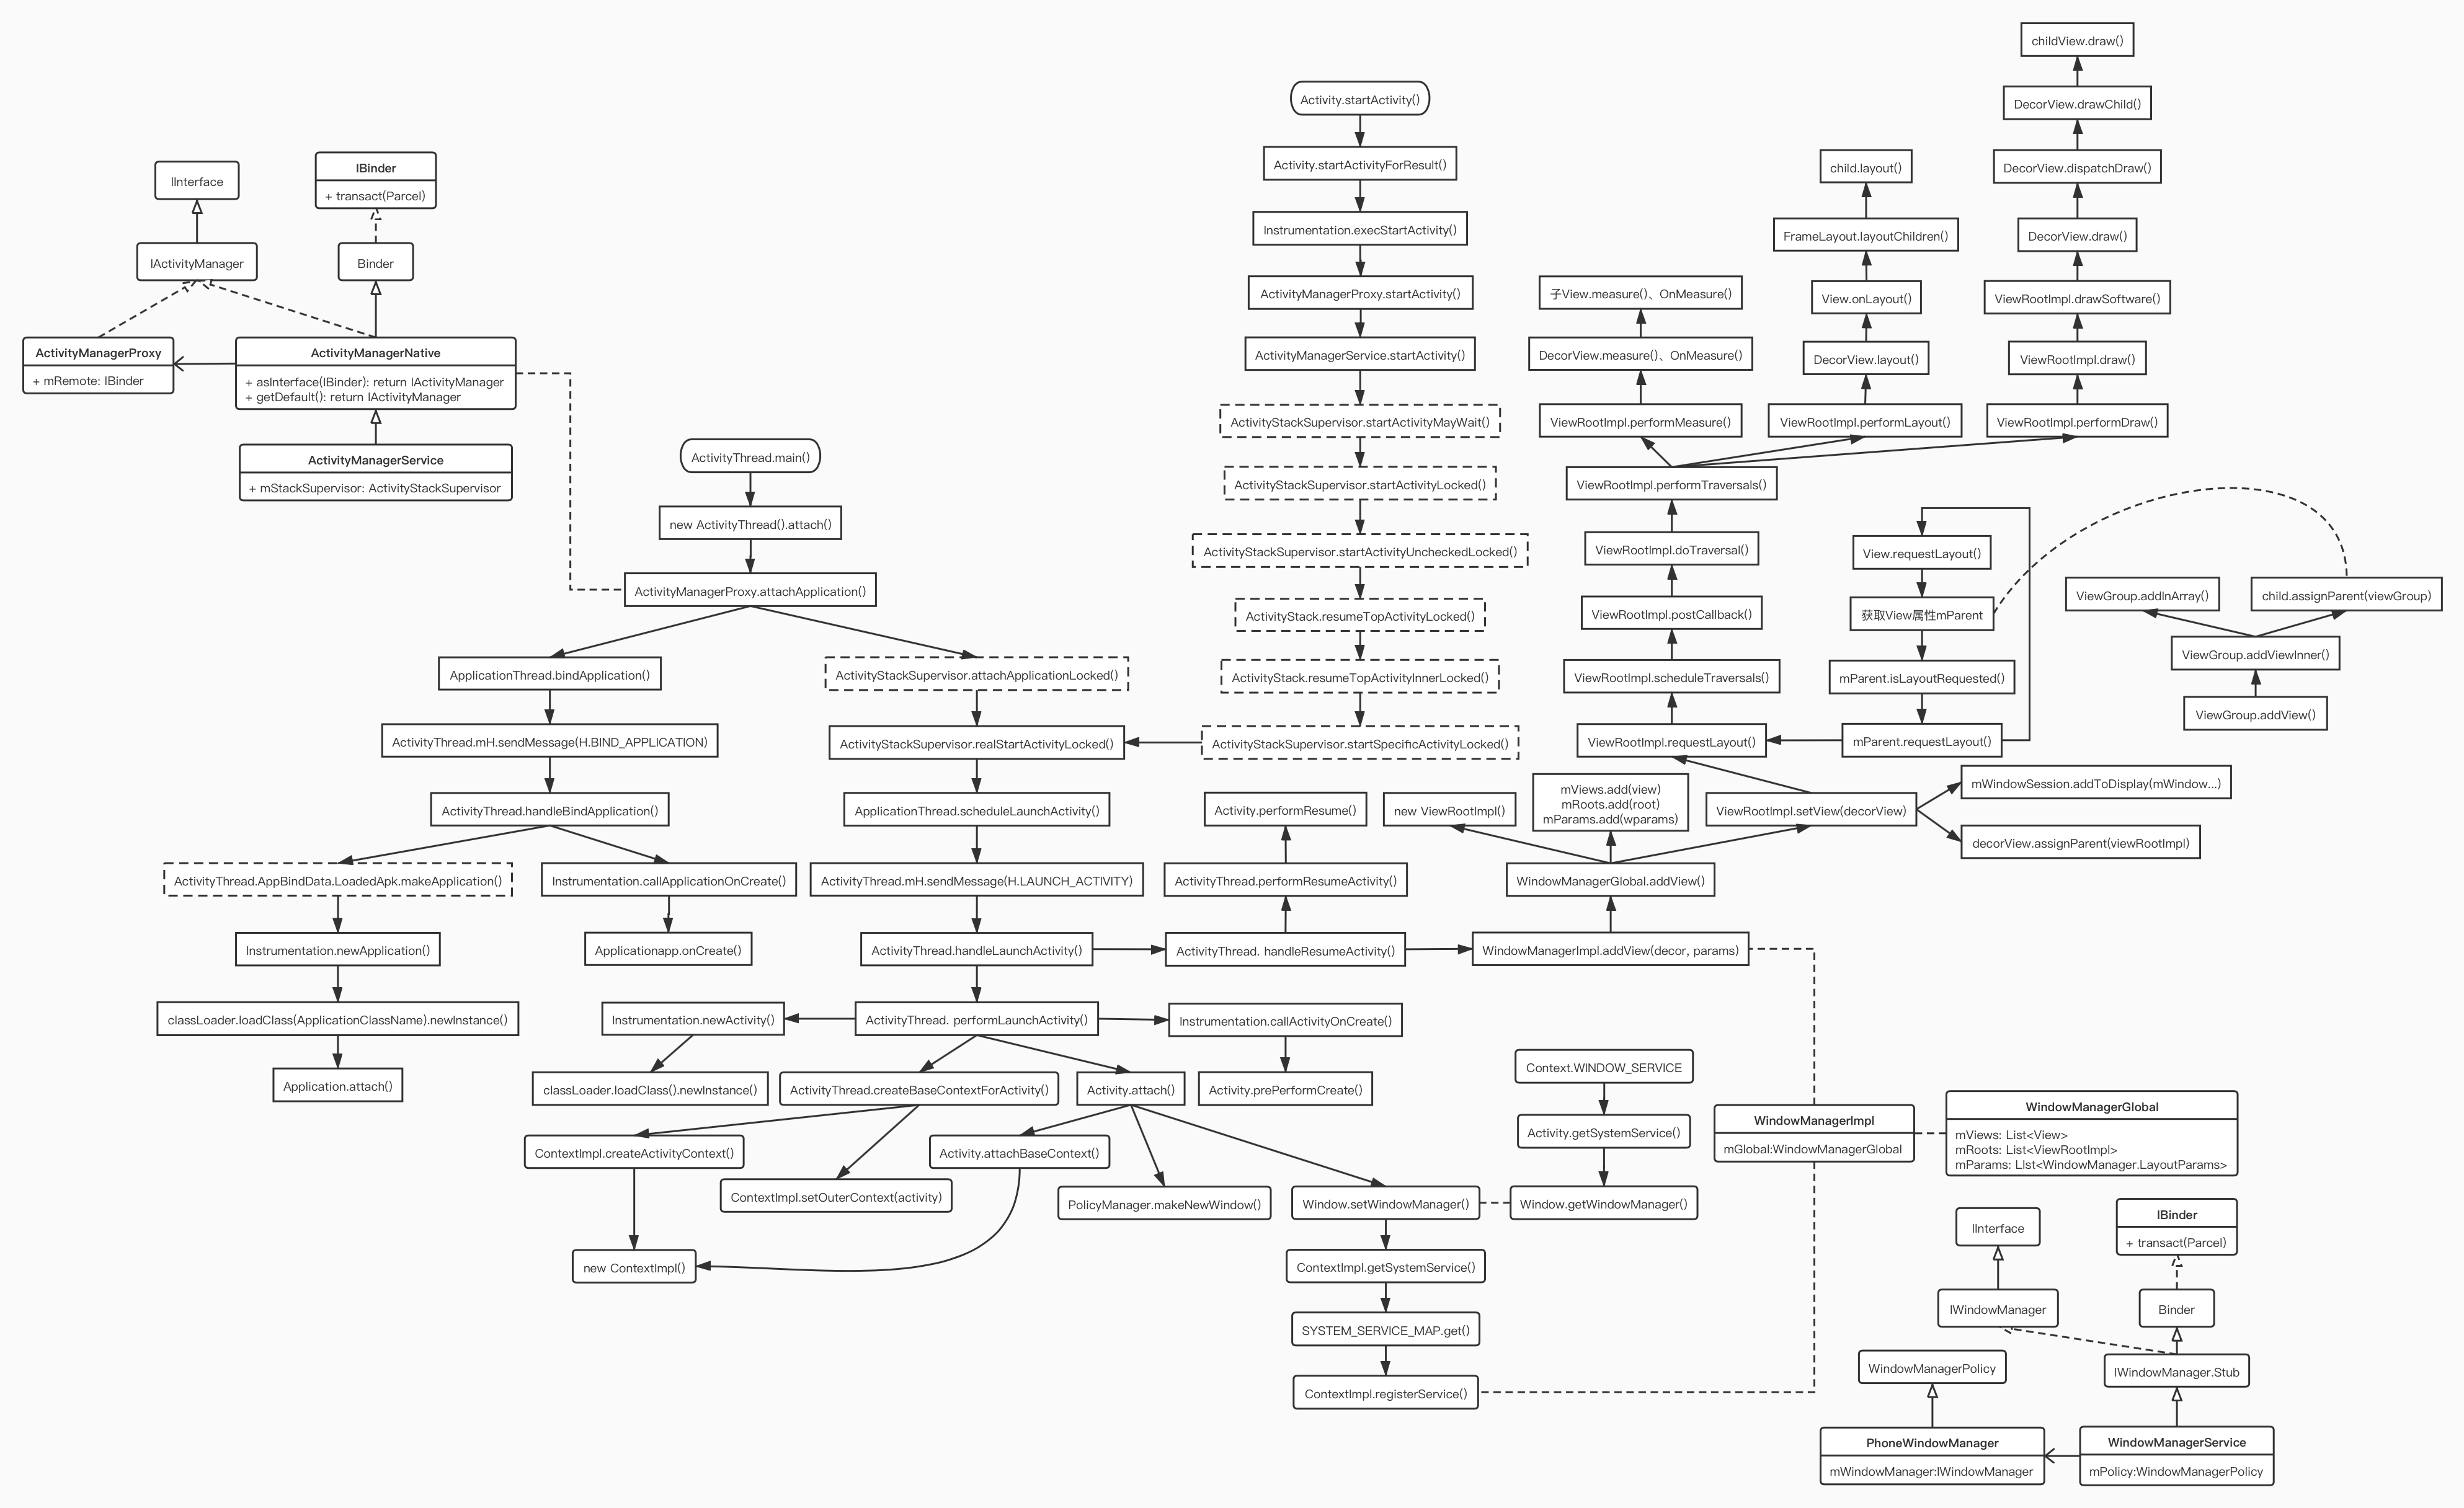 childView.draw()
DecorView.drawChild()
DecorView.dispatchDraw()
DecorView.draw()
ViewRootImpl.drawSoftware()
ViewRootImpl.draw()
ViewRootImpl.performDraw()
child.layout()
FrameLayout.layoutChildren()
View.onLayout()
DecorView.layout()
ViewRootImpl.performLayout()
子View.measure()、OnMeasure()
DecorView.measure()、OnMeasure()
ViewRootImpl.performMeasure()
ViewRootImpl.performTraversals()
ViewRootImpl.doTraversal()
ViewRootImpl.postCallback()
ViewRootImpl.scheduleTraversals()
ViewRootImpl.requestLayout()
View.requestLayout()
获取View属性mParent
mParent.isLayoutRequested()
mParent.requestLayout()
ViewGroup.addInArray()
child.assignParent(viewGroup)
ViewGroup.addViewInner()
ViewGroup.addView()
Activity.startActivity()
Activity.startActivityForResult()
Instrumentation.execStartActivity()
ActivityManagerProxy.startActivity()
ActivityManagerService.startActivity()
ActivityStackSupervisor.startActivityMayWait()
ActivityStackSupervisor.startActivityLocked()
ActivityStackSupervisor.startActivityUncheckedLocked()
ActivityStack.resumeTopActivityLocked()
ActivityStack.resumeTopActivityInnerLocked()
ActivityStackSupervisor.startSpecificActivityLocked()
IInterface
IBinder
+ transact(Parcel)
IActivityManager
Binder
ActivityManagerProxy
+ mRemote: IBinder
ActivityManagerNative
+ asInterface(IBinder): return IActivityManager
+ getDefault(): return IActivityManager
ActivityManagerService
+ mStackSupervisor: ActivityStackSupervisor
ActivityThread.main()
new ActivityThread().attach()
ActivityManagerProxy.attachApplication()
ApplicationThread.bindApplication()
ActivityThread.mH.sendMessage(H.BIND_APPLICATION)
ActivityThread.handleBindApplication()
ActivityThread.AppBindData.LoadedApk.makeApplication()
Instrumentation.callApplicationOnCreate()
Instrumentation.newApplication()
Applicationapp.onCreate()
classLoader.loadClass(ApplicationClassName).newInstance()
Application.attach()
ActivityStackSupervisor.attachApplicationLocked()
ActivityStackSupervisor.realStartActivityLocked()
ApplicationThread.scheduleLaunchActivity()
ActivityThread.mH.sendMessage(H.LAUNCH_ACTIVITY)
ActivityThread.handleLaunchActivity()
ActivityThread. performLaunchActivity()
Activity.performResume()
ActivityThread.performResumeActivity()
ActivityThread. handleResumeActivity()
new ViewRootImpl()
mViews.add(view)
mRoots.add(root)
mParams.add(wparams)
ViewRootImpl.setView(decorView)
mWindowSession.addToDisplay(mWindow...)
decorView.assignParent(viewRootImpl)
WindowManagerGlobal.addView()
WindowManagerImpl.addView(decor, params)
Instrumentation.newActivity()
classLoader.loadClass().newInstance()
ActivityThread.createBaseContextForActivity()
Activity.attach()
Instrumentation.callActivityOnCreate()
Activity.prePerformCreate()
ContextImpl.createActivityContext()
ContextImpl.setOuterContext(activity)
Activity.attachBaseContext()
PolicyManager.makeNewWindow()
new ContextImpl()
Context.WINDOW_SERVICE
Activity.getSystemService()
Window.getWindowManager()
Window.setWindowManager()
ContextImpl.getSystemService()
SYSTEM_SERVICE_MAP.get()
ContextImpl.registerService()
WindowManagerImpl
mGlobal:WindowManagerGlobal
WindowManagerGlobal
mViews: List<View>
mRoots: List<ViewRootImpl>
mParams: LIst<WindowManager.LayoutParams>
IInterface
IBinder
+ transact(Parcel)
IWindowManager
Binder
WindowManagerPolicy
IWindowManager.Stub
PhoneWindowManager
mWindowManager:IWindowManager
WindowManagerService
mPolicy:WindowManagerPolicy